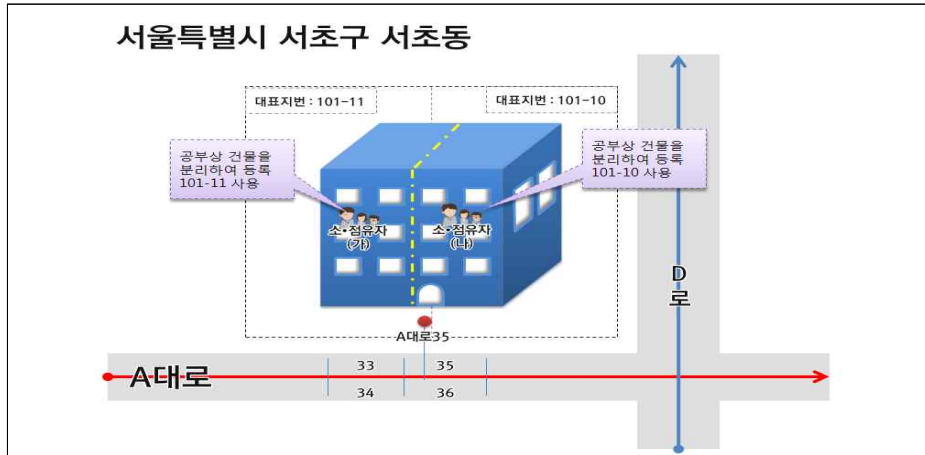 서울특별시 서초구 서초동
대표지번 : 101-11
대표지번 : 101-10
공부상 건물을
분리하여 등록
101-11 사용
공부상 건물을
분리하여 등록
101-10 사용
소•점유자
(가)
소•점유자
(나)
D로
A대로35
33
35
A대로
34
36